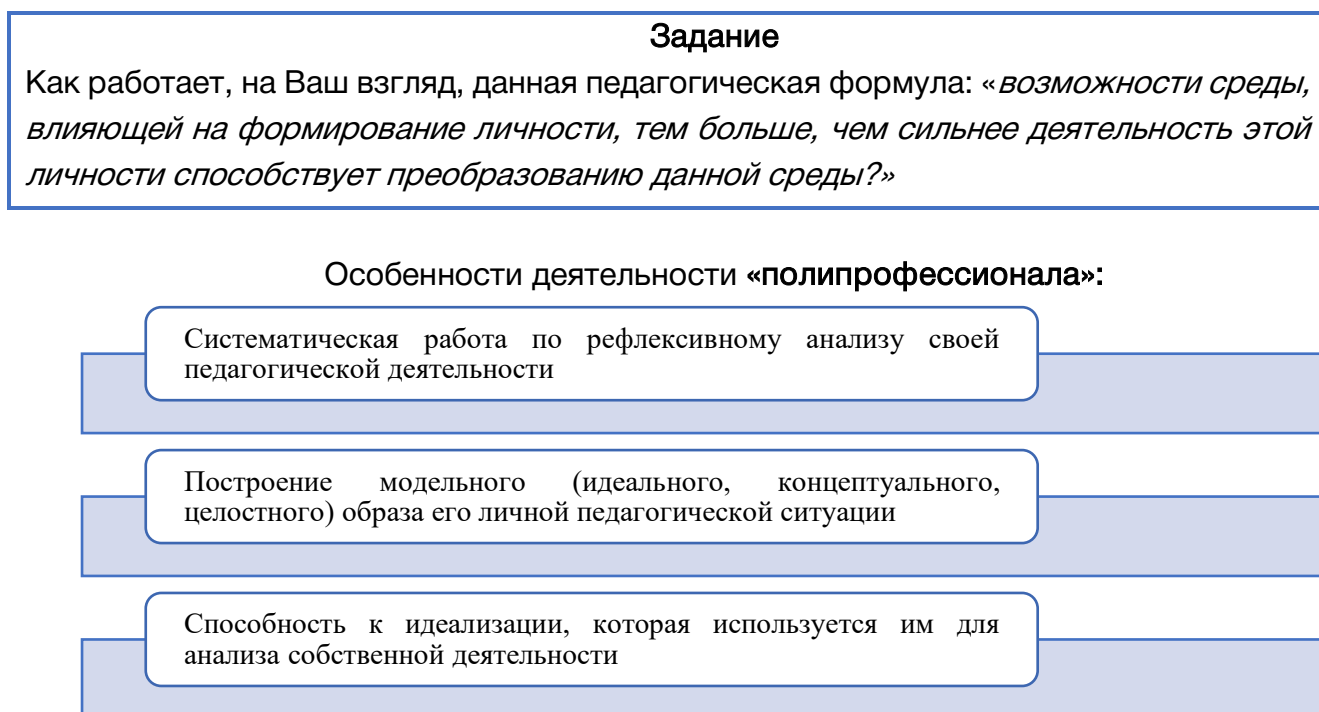 Задание
Как работает, на Ваш взгляд, данная педагогическая формула: «возможности среды,
влияющей на формирование личности, тем больше, чем сильнее деятельность этой
личности способствует преобразованию данной среды?»
Особенности деятельности «полипрофессионала»:
Систематическая работа по рефлексивному анализу своей
педагогической деятельности
Построение модельного (идеального, концептуального,
целостного) образа его личной педагогической ситуации
Способность к идеализации, которая используется им для
анализа собственной деятельности